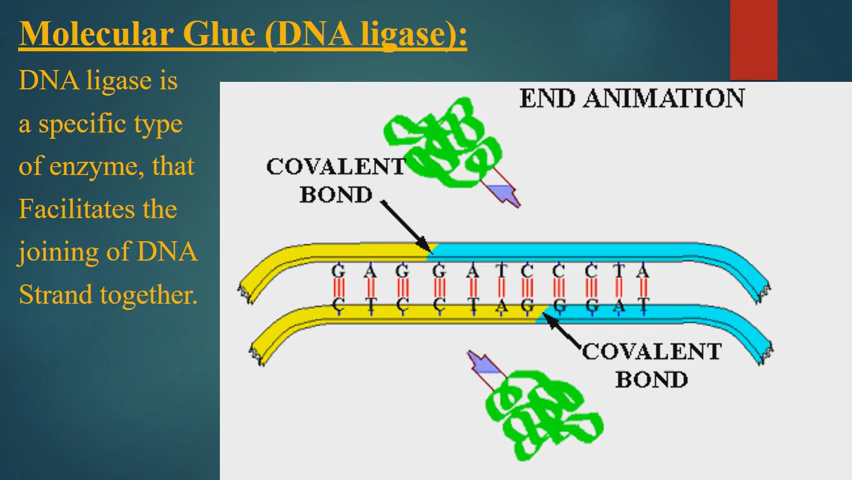 Molecular Glue (DNA ligase):
DNA ligase is
a specific type
of enzyme, that
Facilitates the
joining of DNA
Strand together.
END ANIMATION
COVALENT
BOND
G A G G A T C C C T A
C T C C T A G G G A T
COVALENT
BOND